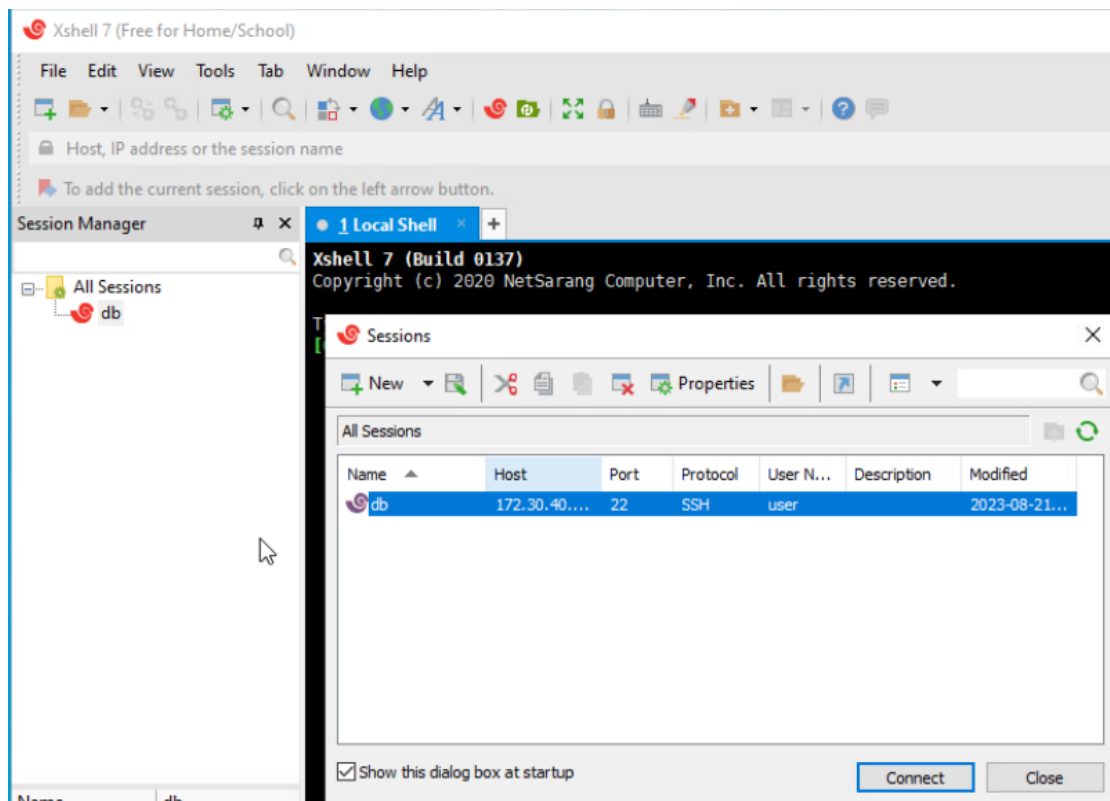 Xshell 7 (Free for Home/School)
File Edit View Tools Tab Window Help
Host, IP address or the session name
To add the current session, click on the left arrow button.
Session Manager
1 Local Shell
All Sessions
db
Xshell 7 (Build 0137)
Copyright (c) 2020 NetSarang Computer, Inc. All rights reserved.
T
[
Sessions
New Properties
All Sessions
Name Host Port Protocol User N... Description Modified
db 172.30.40.... 22 SSH user 2023-08-21...
Show this dialog box at startup
Connect Close
Name db